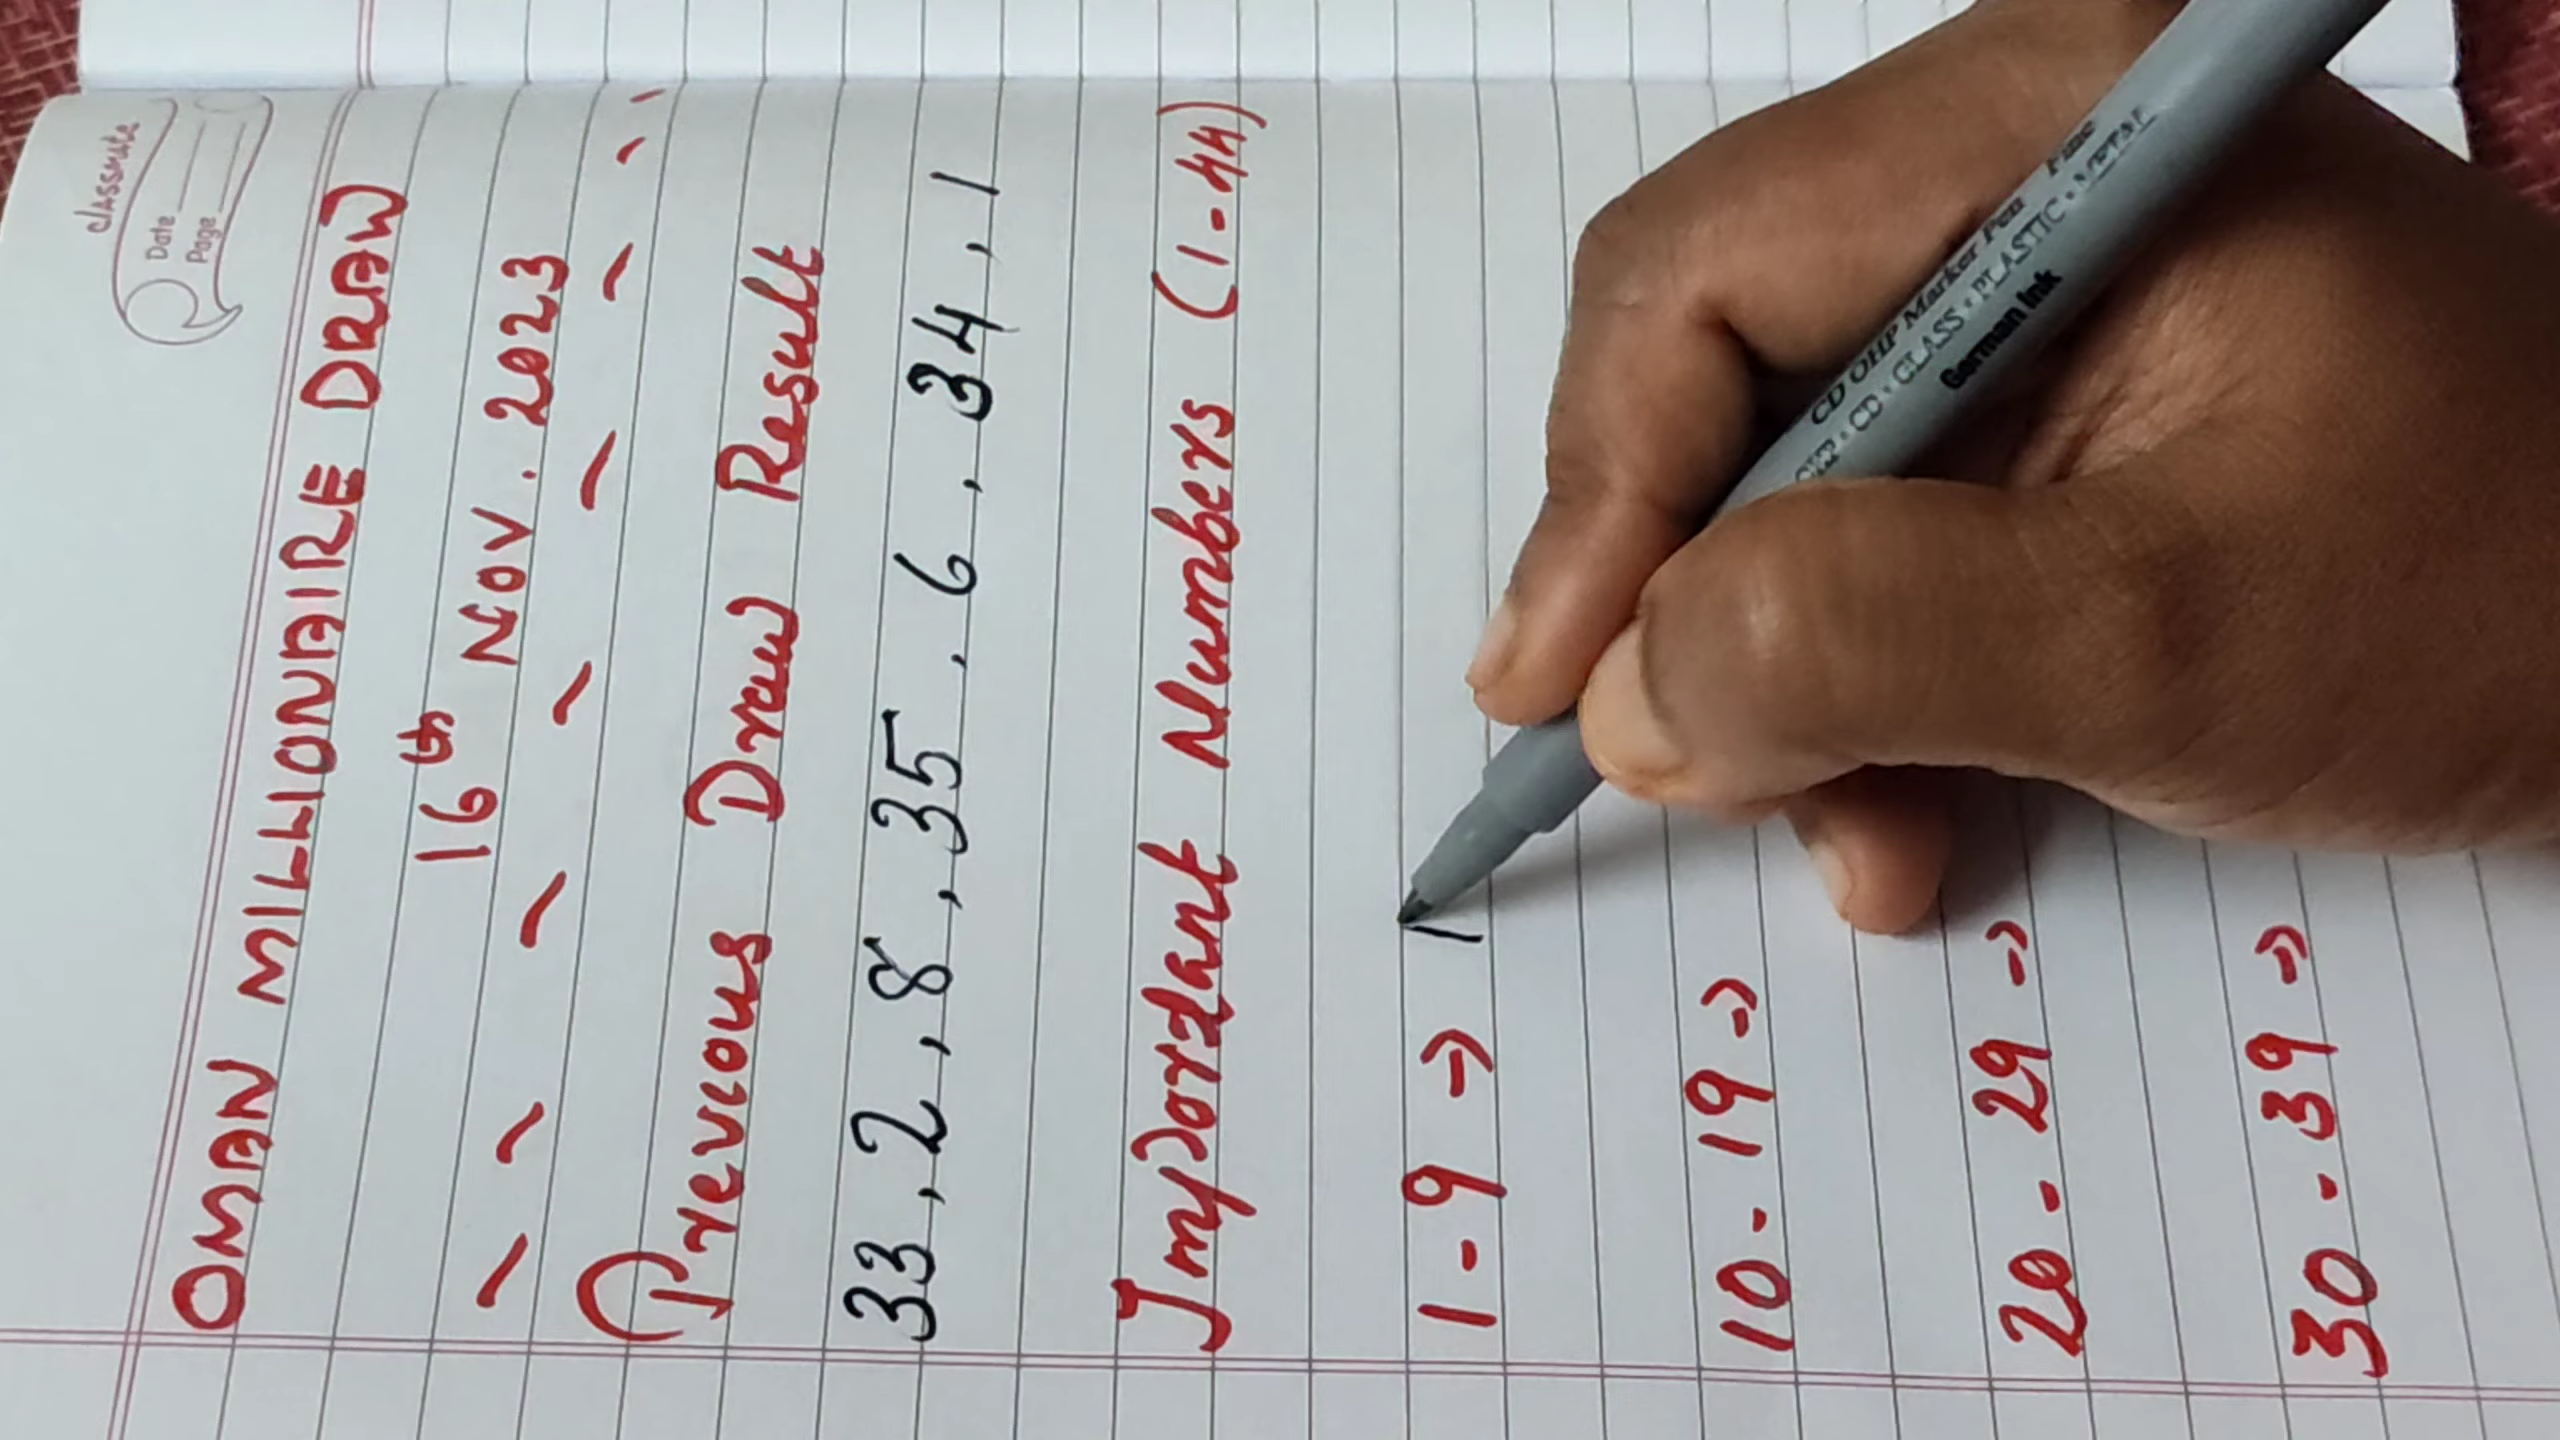 classmate
Date
Page
OMAN MILLIONAIRE DRAW
16th NOV. 2023
Previous Draw Result
33, 2, 8, 35, 6, 34, 1
Important Numbers (1-44)
1-9 → 1
10-19 →
20-29 →
30-39 →
CD OHP Marker Pen Fine
OHP • CD • GLASS • PLASTIC • METAL
German Ink